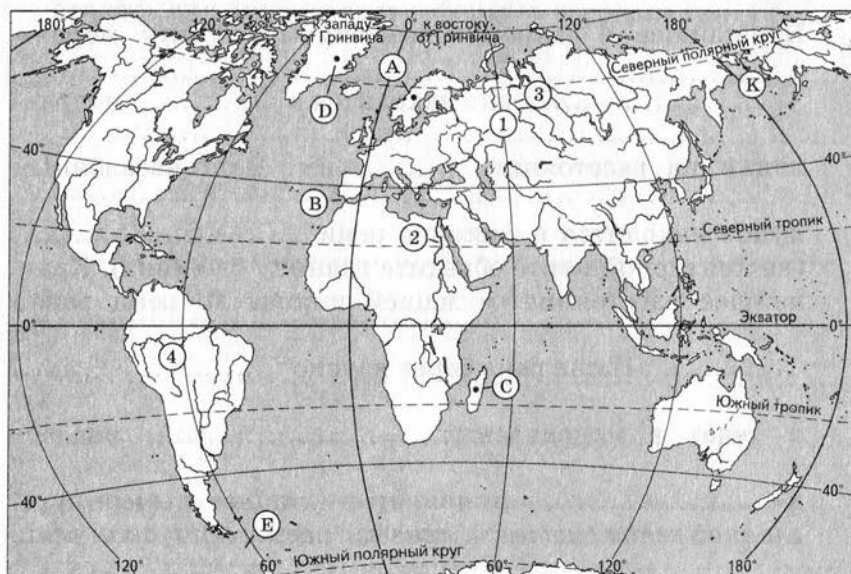 180° 120° к западу 0° к востоку 120° 180°
от Гринвича от Гринвича
Северный полярный круг
A
K
D
3
1
40° 40°
B
Северный тропик
2
Экватор
0° 0°
4
C
Южный тропик
40° 40°
E
Южный полярный круг
120° 60° 0° 60° 120° 180°